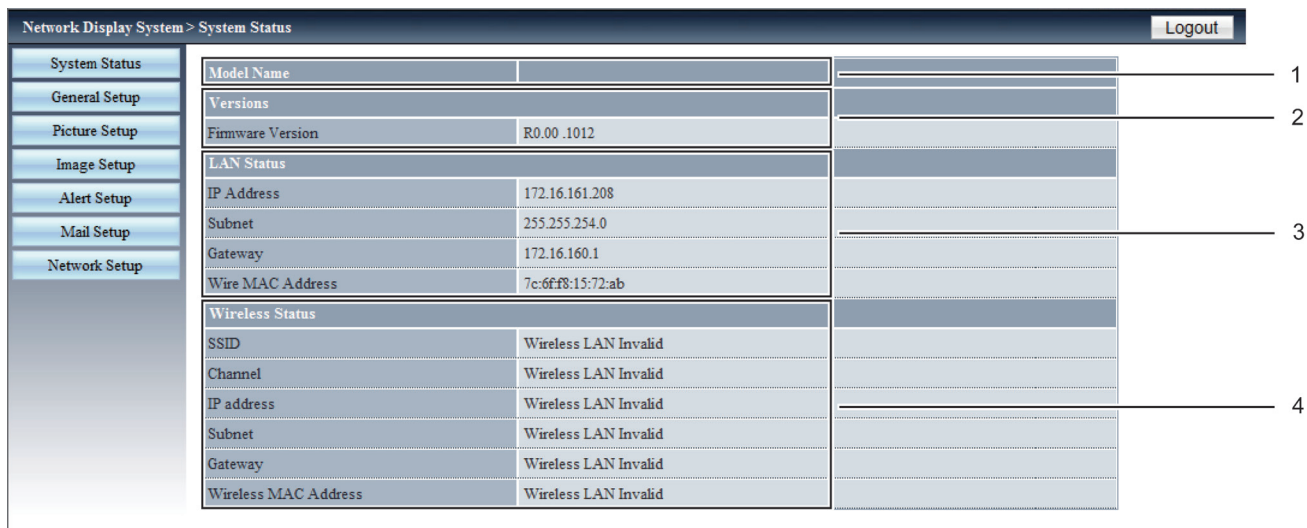 Network Display System > System Status
Logout
System Status
General Setup
Picture Setup
Image Setup
Alert Setup
Mail Setup
Network Setup
Model Name
1
Versions
2
Firmware Version R0.00 .1012
LAN Status
IP Address 172.16.161.208
Subnet 255.255.254.0
3
Gateway 172.16.160.1
Wire MAC Address 7c:6f:f8:15:72:ab
Wireless Status
SSID Wireless LAN Invalid
Channel Wireless LAN Invalid
IP address Wireless LAN Invalid
4
Subnet Wireless LAN Invalid
Gateway Wireless LAN Invalid
Wireless MAC Address Wireless LAN Invalid